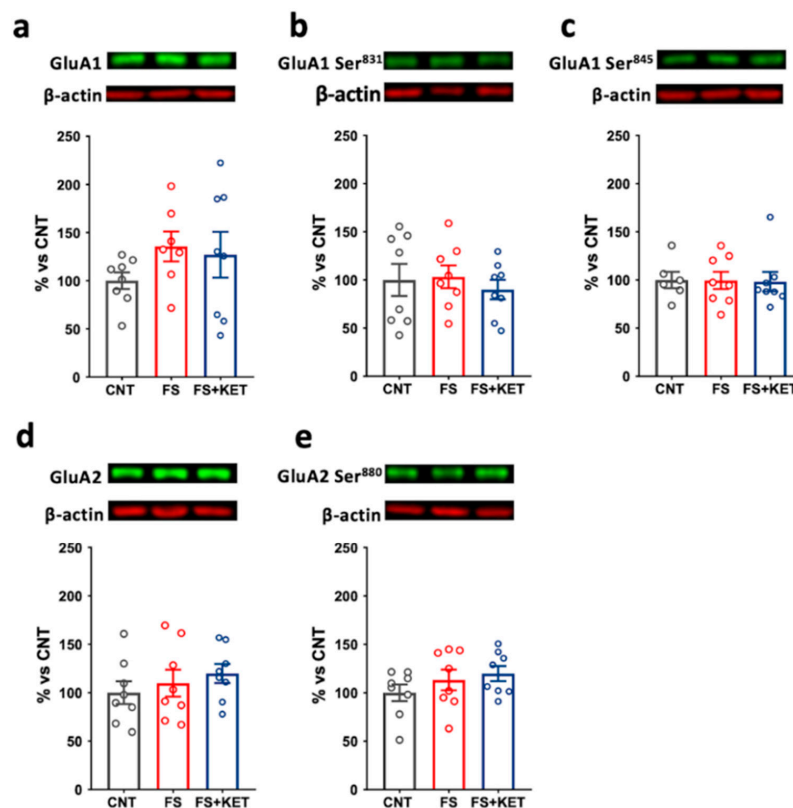 a
GluA1
β-actin
250
200
150
100
50
0
% vs CNT
CNT FS FS+KET
b
GluA1 Ser⁸³¹
β-actin
250
200
150
100
50
0
% vs CNT
CNT FS FS+KET
c
GluA1 Ser⁸⁴⁵
β-actin
250
200
150
100
50
0
% vs CNT
CNT FS FS+KET
d
GluA2
β-actin
250
200
150
100
50
0
% vs CNT
CNT FS FS+KET
e
GluA2 Ser⁸⁸⁰
β-actin
250
200
150
100
50
0
% vs CNT
CNT FS FS+KET